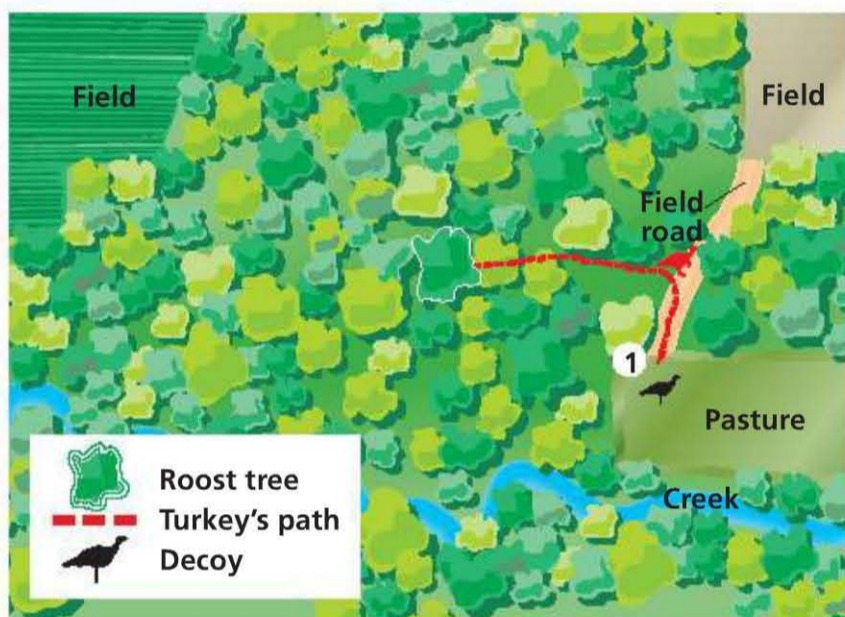 Field
Field
Field
road
1
Pasture
Creek
Roost tree
Turkey's path
Decoy